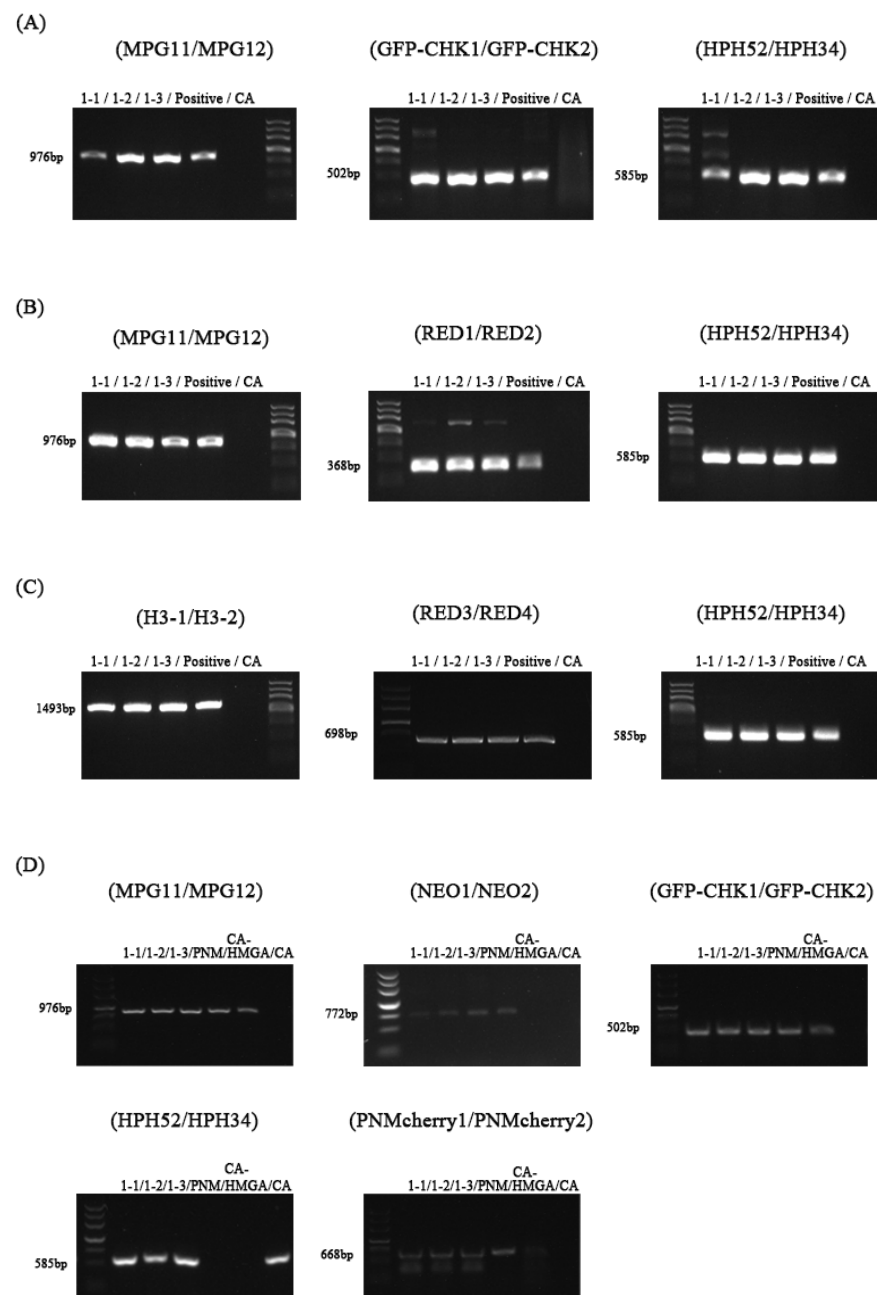 (A)
(MPG11/MPG12)
(GFP-CHK1/GFP-CHK2)
(HPH52/HPH34)
1-1 / 1-2 / 1-3 / Positive / CA
1-1 / 1-2 / 1-3 / Positive / CA
1-1 / 1-2 / 1-3 / Positive / CA
976bp
502bp
585bp
(B)
(MPG11/MPG12)
(RED1/RED2)
(HPH52/HPH34)
1-1 / 1-2 / 1-3 / Positive / CA
1-1 / 1-2 / 1-3 / Positive / CA
1-1 / 1-2 / 1-3 / Positive / CA
976bp
368bp
585bp
(C)
(H3-1/H3-2)
(RED3/RED4)
(HPH52/HPH34)
1-1 / 1-2 / 1-3 / Positive / CA
1-1 / 1-2 / 1-3 / Positive / CA
1-1 / 1-2 / 1-3 / Positive / CA
1493bp
698bp
585bp
(D)
(MPG11/MPG12)
(NEO1/NEO2)
(GFP-CHK1/GFP-CHK2)
CA-
1-1/1-2/1-3/PNM/HMGA/CA
CA-
1-1/1-2/1-3/PNM/HMGA/CA
CA-
1-1/1-2/1-3/PNM/HMGA/CA
976bp
772bp
502bp
(HPH52/HPH34)
(PNMcherry1/PNMcherry2)
CA-
1-1/1-2/1-3/PNM/HMGA/CA
CA-
1-1/1-2/1-3/PNM/HMGA/CA
585bp
668bp